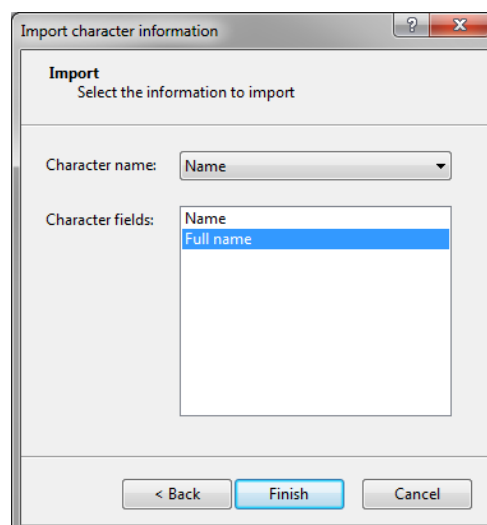 Import character information
?
Import
Select the information to import
Character name: Name
Character fields: Name
Full name
< Back Finish Cancel